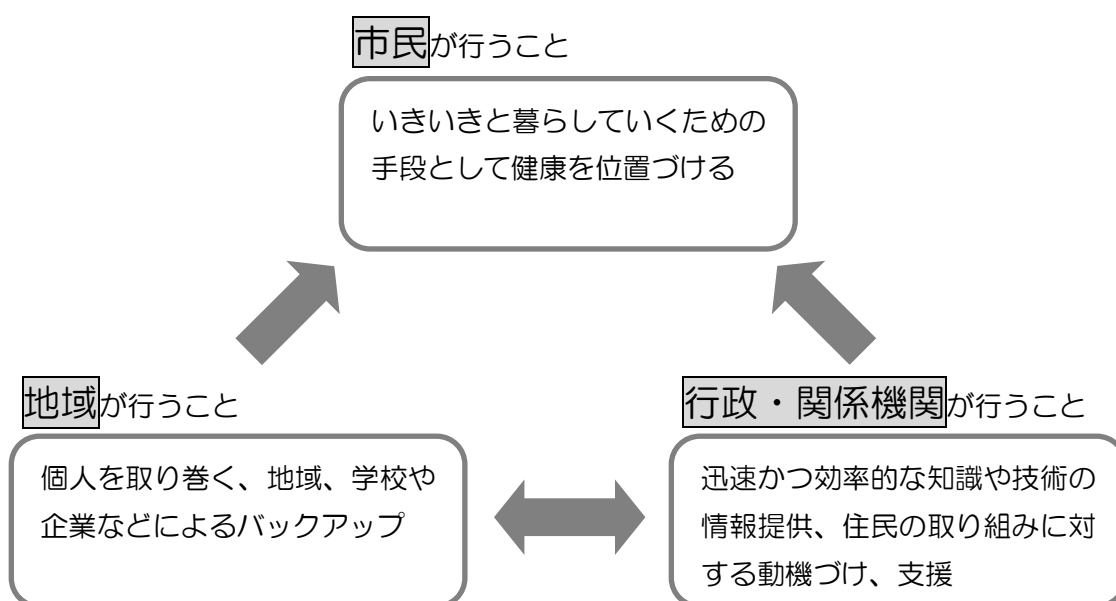 市民が行うこと
いきいきと暮らしていくための
手段として健康を位置づける
地域が行うこと
個人を取り巻く、地域、学校や
企業などによるバックアップ
行政・関係機関が行うこと
迅速かつ効率的な知識や技術の
情報提供、住民の取り組みに対
する動機づけ、支援